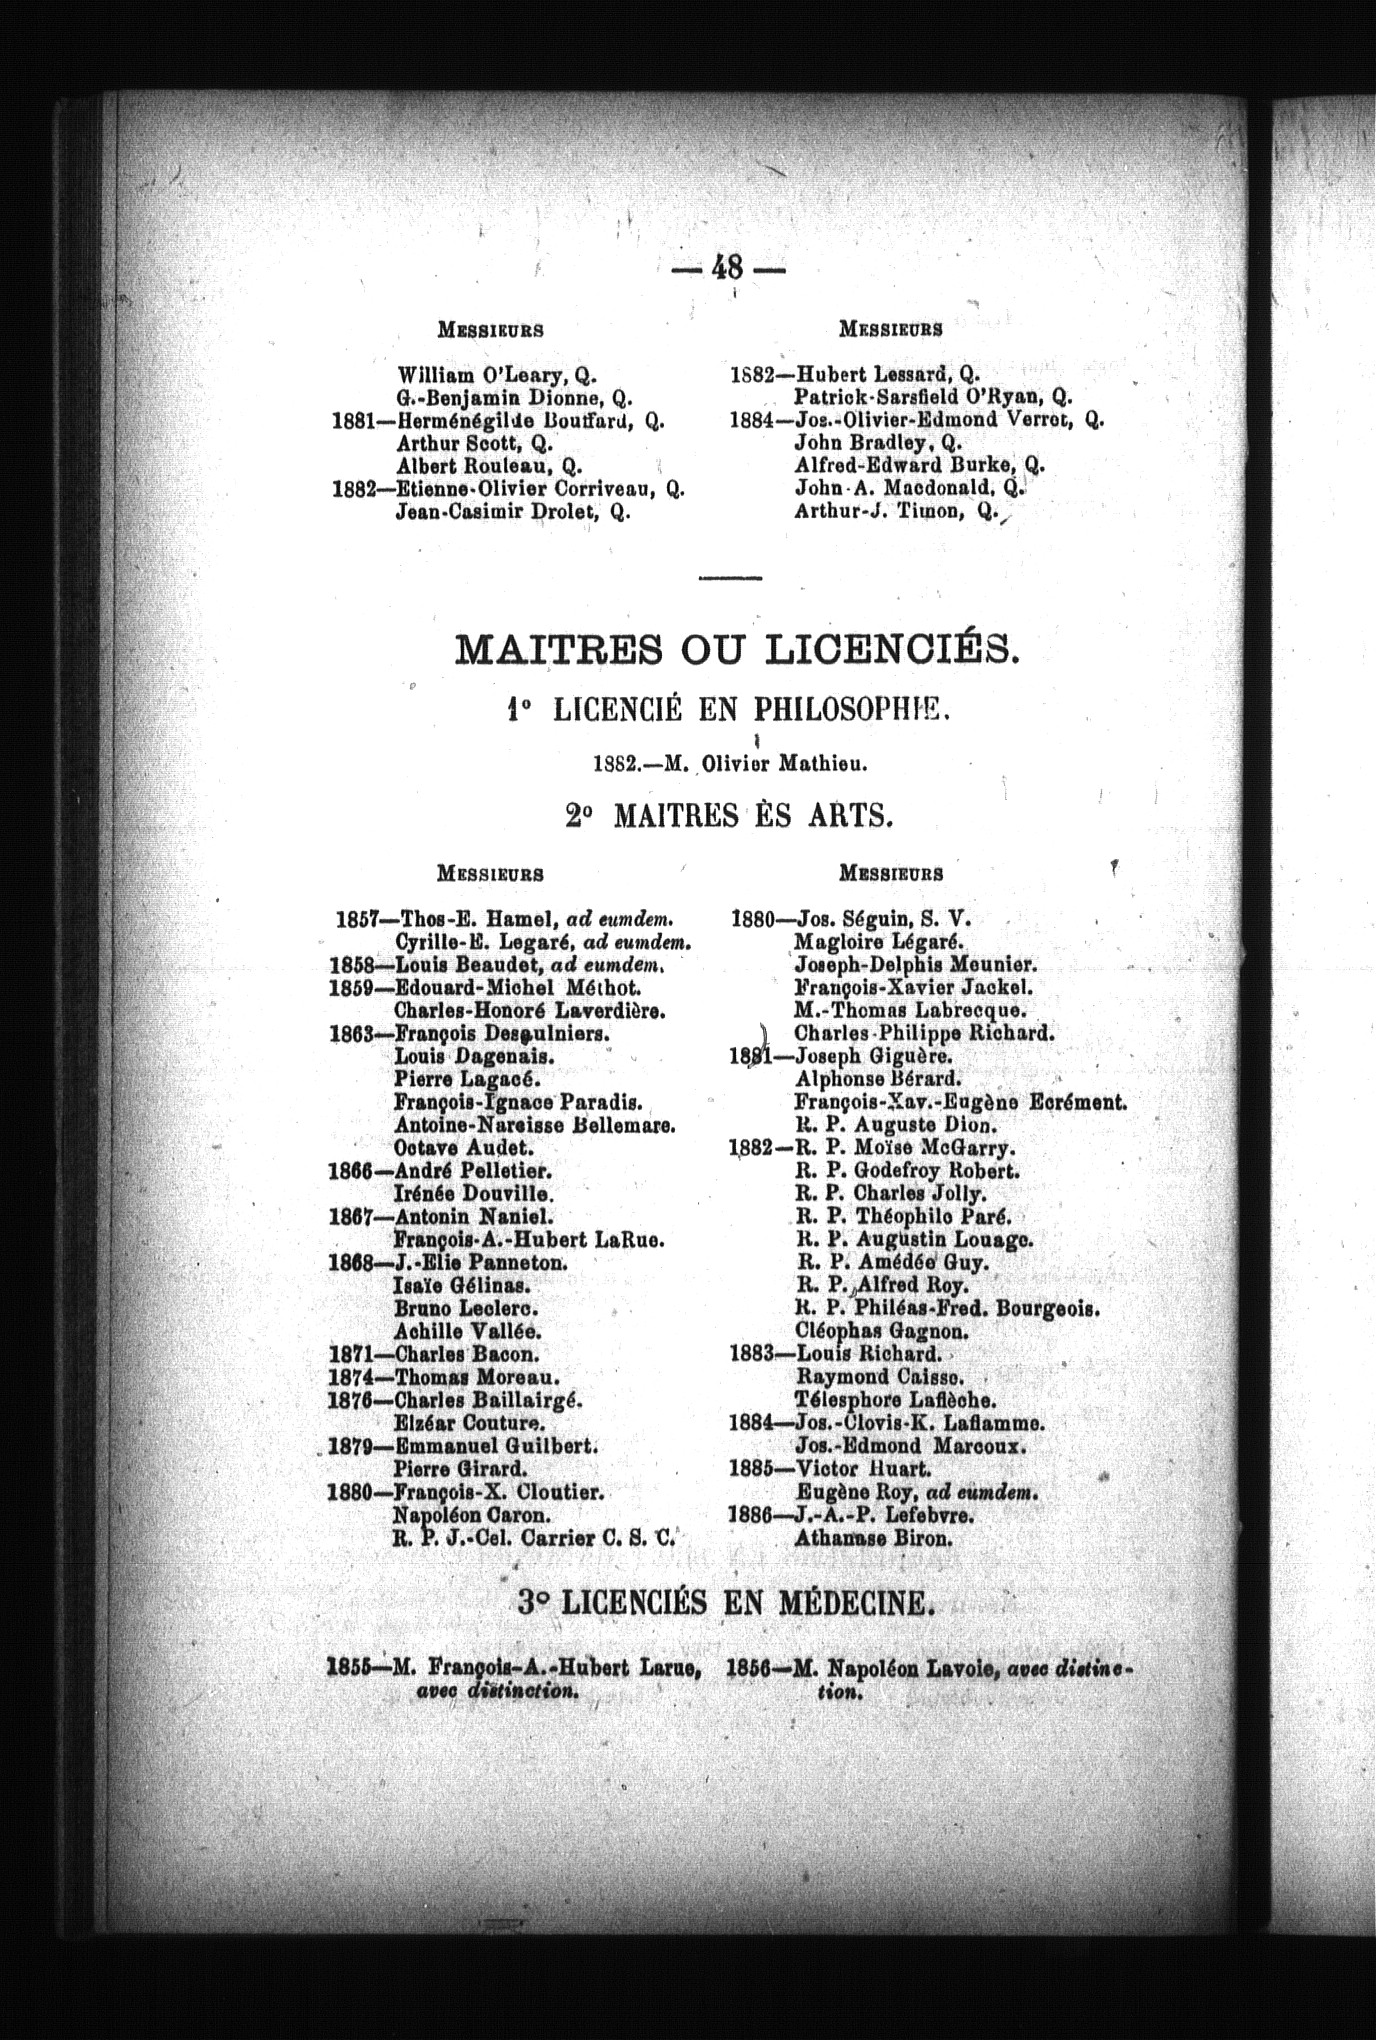 — 48 —
MESSIEURS
William O'Leary, Q.
G.-Benjamin Dionne, Q.
1881—Herménégilde Bouffard, Q.
Arthur Scott, Q.
Albert Rouleau, Q.
1882—Etienne-Olivier Corriveau, Q.
Jean-Casimir Drolet, Q.
MESSIEURS
1882—Hubert Lessard, Q.
Patrick-Sarsfield O'Ryan, Q.
1884—Jos.-Olivier-Edmond Verret, Q.
John Bradley, Q.
Alfred-Edward Burke, Q.
John-A. Macdonald, Q.
Arthur-J. Timon, Q.
MAITRES OU LICENCIÉS.
1º LICENCIÉ EN PHILOSOPHIE.
1882.—M. Olivier Mathieu.
2º MAITRES ÈS ARTS.
MESSIEURS
1857—Thos-E. Hamel, ad eumdem.
Cyrille-E. Legaré, ad eumdem.
1858—Louis Beaudet, ad eumdem.
1859—Edouard-Michel Méthot.
Charles-Honoré Laverdière.
1863—François Desaulniers.
Louis Dagenais.
Pierre Lagacé.
François-Ignace Paradis.
Antoine-Narcisse Bellemare.
Octave Audet.
1866—André Pelletier.
Irénée Douville.
1867—Antonin Naniel.
François-A.-Hubert LaRue.
1868—J.-Elie Panneton.
Isaïe Gélinas.
Bruno Leclerc.
Achille Vallée.
1871—Charles Bacon.
1874—Thomas Moreau.
1876—Charles Baillairgé.
Elzéar Couture.
1879—Emmanuel Guilbert.
Pierre Girard.
1880—François-X. Cloutier.
Napoléon Caron.
R. P. J.-Cel. Carrier C. S. C.
MESSIEURS
1880—Jos. Séguin, S. V.
Magloire Légaré.
Joseph-Delphis Meunier.
François-Xavier Jackel.
M.-Thomas Labrecque.
Charles-Philippe Richard.
1881—Joseph Giguère.
Alphonse Bérard.
François-Xav.-Eugène Ecrément.
R. P. Auguste Dion.
1882—R. P. Moïse McGarry.
R. P. Godefroy Robert.
R. P. Charles Jolly.
R. P. Théophile Paré.
R. P. Augustin Louage.
R. P. Amédée Guy.
R. P. Alfred Roy.
R. P. Philéas-Fred. Bourgeois.
Cléophas Gagnon.
1883—Louis Richard.
Raymond Caisse.
Télesphore Laflèche.
1884—Jos.-Clovis-K. Laflamme.
Jos.-Edmond Marcoux.
1885—Victor Huart.
Eugène Roy, ad eumdem.
1886—J.-A.-P. Lefebvre.
Athanase Biron.
3º LICENCIÉS EN MÉDECINE.
1855—M. François-A.-Hubert Larue,
avec distinction.
1856—M. Napoléon Lavoie, avec distinc-
tion.